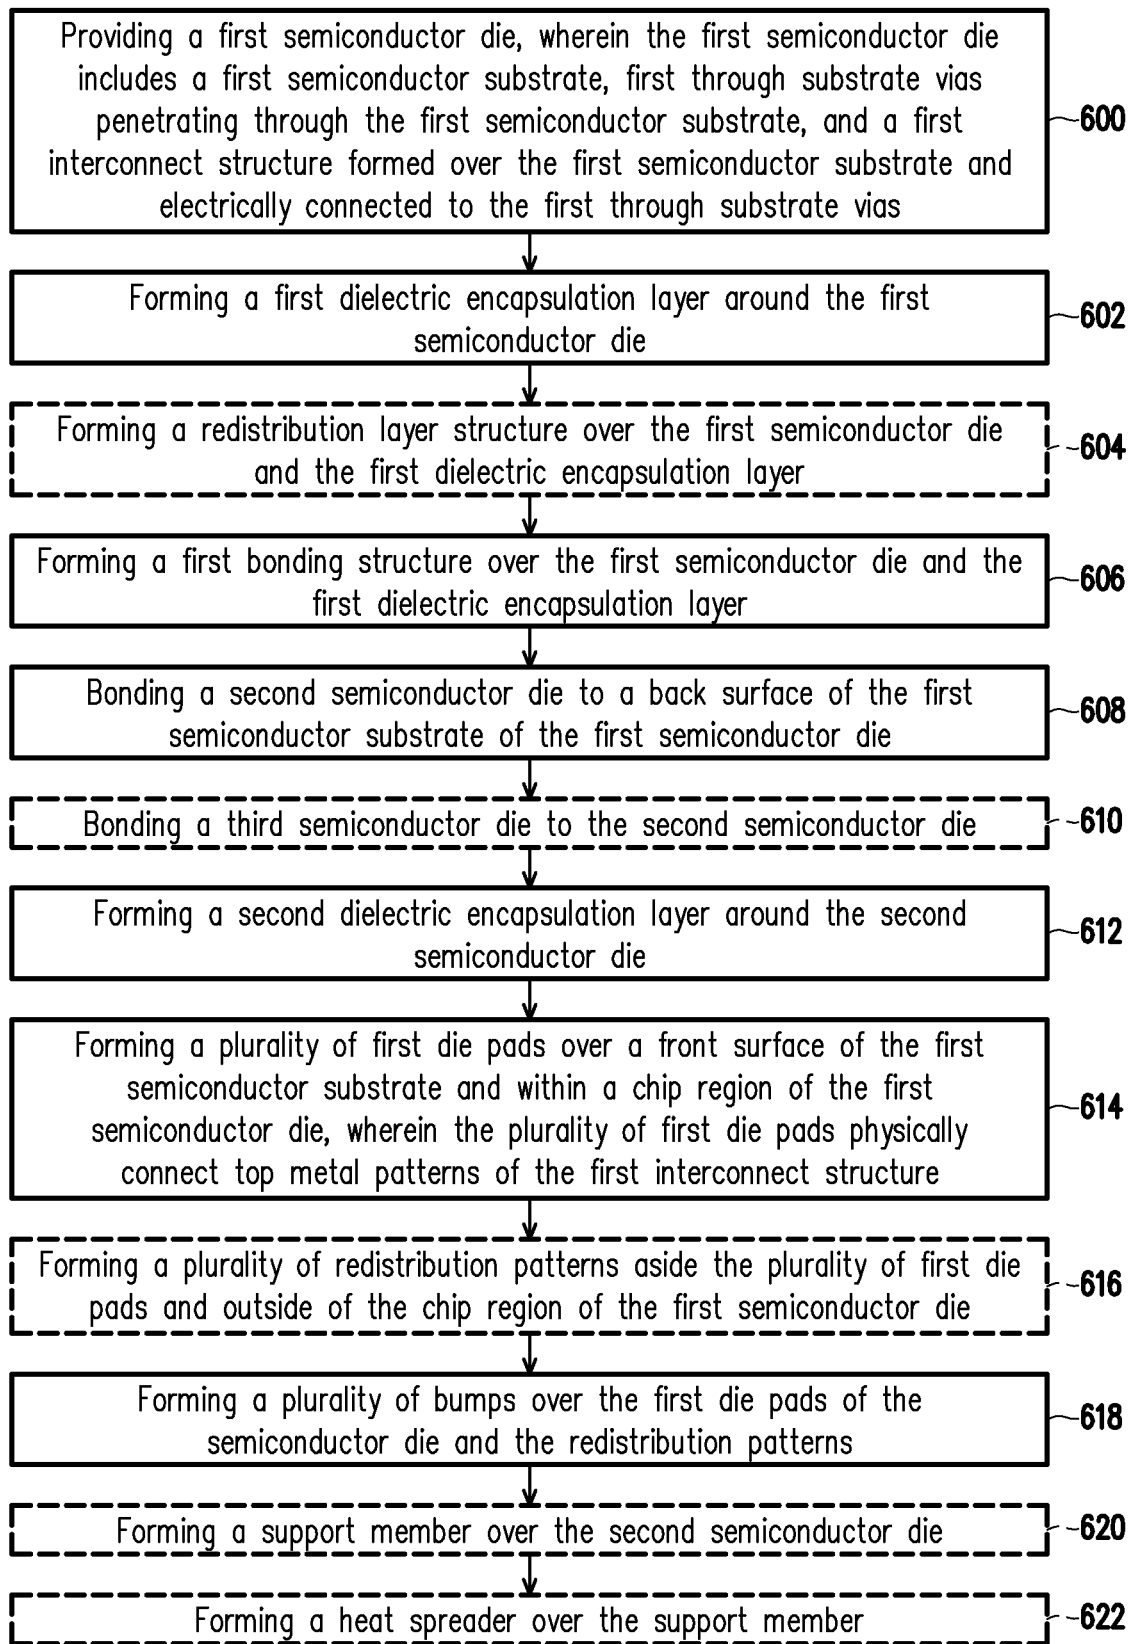 Providing a first semiconductor die, wherein the first semiconductor die
includes a first semiconductor substrate, first through substrate vias
penetrating through the first semiconductor substrate, and a first
interconnect structure formed over the first semiconductor substrate and
electrically connected to the first through substrate vias
600
Forming a first dielectric encapsulation layer around the first
semiconductor die
602
Forming a redistribution layer structure over the first semiconductor die
and the first dielectric encapsulation layer
604
Forming a first bonding structure over the first semiconductor die and the
first dielectric encapsulation layer
606
Bonding a second semiconductor die to a back surface of the first
semiconductor substrate of the first semiconductor die
608
Bonding a third semiconductor die to the second semiconductor die
610
Forming a second dielectric encapsulation layer around the second
semiconductor die
612
Forming a plurality of first die pads over a front surface of the first
semiconductor substrate and within a chip region of the first
semiconductor die, wherein the plurality of first die pads physically
connect top metal patterns of the first interconnect structure
614
Forming a plurality of redistribution patterns aside the plurality of first die
pads and outside of the chip region of the first semiconductor die
616
Forming a plurality of bumps over the first die pads of the
semiconductor die and the redistribution patterns
618
Forming a support member over the second semiconductor die
620
Forming a heat spreader over the support member
622